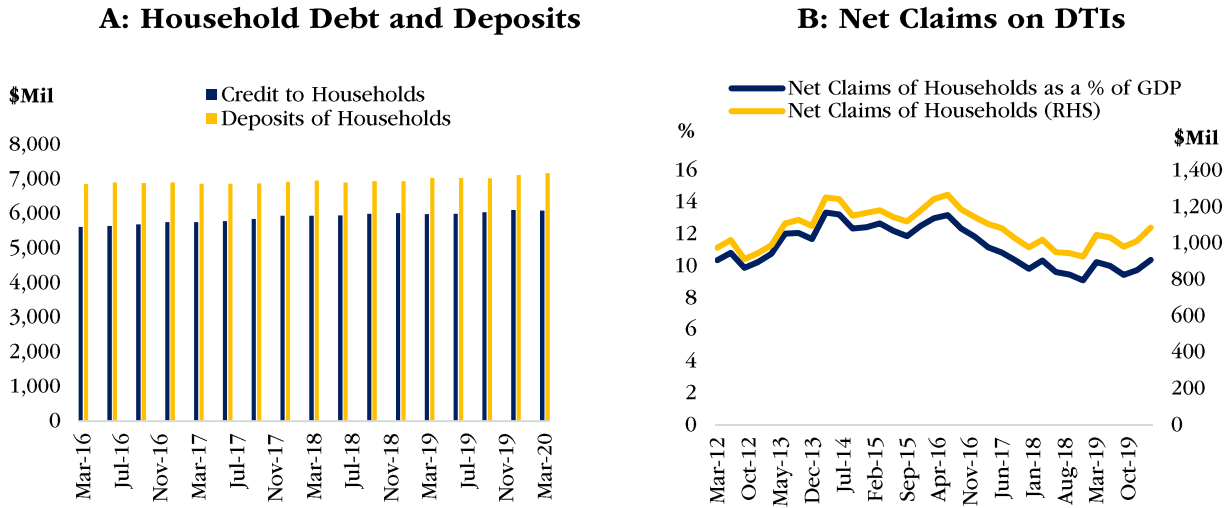 A: Household Debt and Deposits
$Mil
Credit to Households
Deposits of Households
8,000
7,000
6,000
5,000
4,000
3,000
2,000
1,000
0
Mar-16
Jul-16
Nov-16
Mar-17
Jul-17
Nov-17
Mar-18
Jul-18
Nov-18
Mar-19
Jul-19
Nov-19
Mar-20
B: Net Claims on DTIs
Net Claims of Households as a % of GDP
Net Claims of Households (RHS)
%
$Mil
16
14
12
10
8
6
4
2
0
1,400
1,200
1,000
800
600
400
200
0
Mar-12
Oct-12
May-13
Dec-13
Jul-14
Feb-15
Sep-15
Apr-16
Nov-16
Jun-17
Jan-18
Aug-18
Mar-19
Oct-19